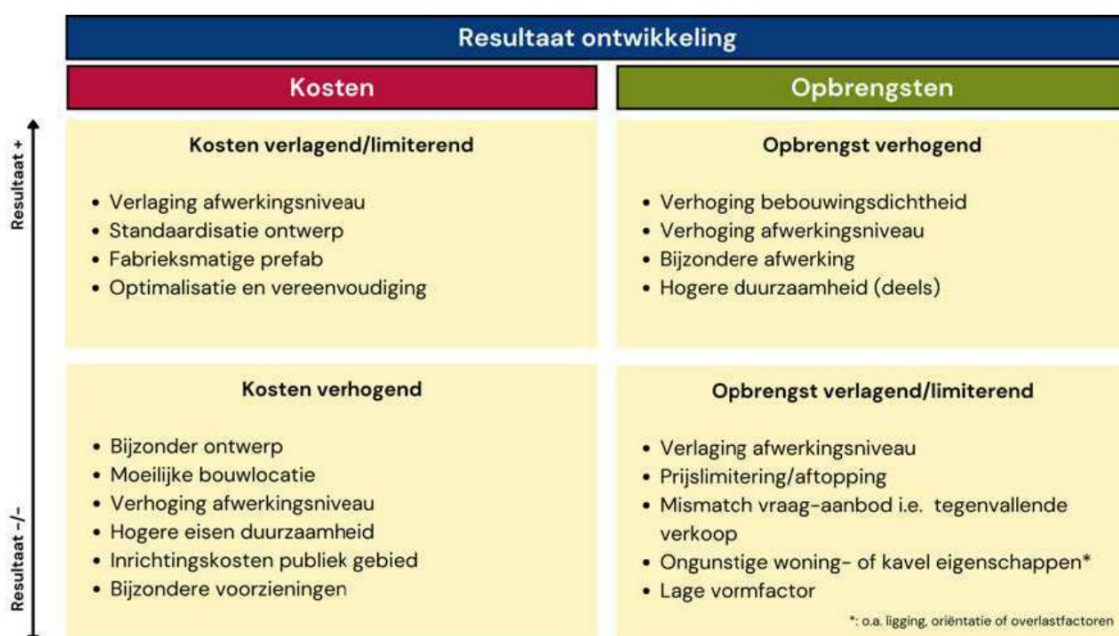 Resultaat ontwikkeling
Kosten
Opbrengsten
Resultaat +
Resultaat -/-
Kosten verlagend/limiterend
• Verlaging afwerkingsniveau
• Standaardisatie ontwerp
• Fabrieksmatige prefab
• Optimalisatie en vereenvoudiging
Opbrengst verhogend
• Verhoging bebouwingsdichtheid
• Verhoging afwerkingsniveau
• Bijzondere afwerking
• Hogere duurzaamheid (deels)
Kosten verhogend
• Bijzonder ontwerp
• Moeilijke bouwlocatie
• Verhoging afwerkingsniveau
• Hogere eisen duurzaamheid
• Inrichtingskosten publiek gebied
• Bijzondere voorzieningen
Opbrengst verlagend/limiterend
• Verlaging afwerkingsniveau
• Prijslimitering/aftopping
• Mismatch vraag-aanbod i.e. tegenvallende
verkoop
• Ongunstige woning- of kavel eigenschappen*
• Lage vormfactor
*: o.a. ligging, oriëntatie of overlastfactoren